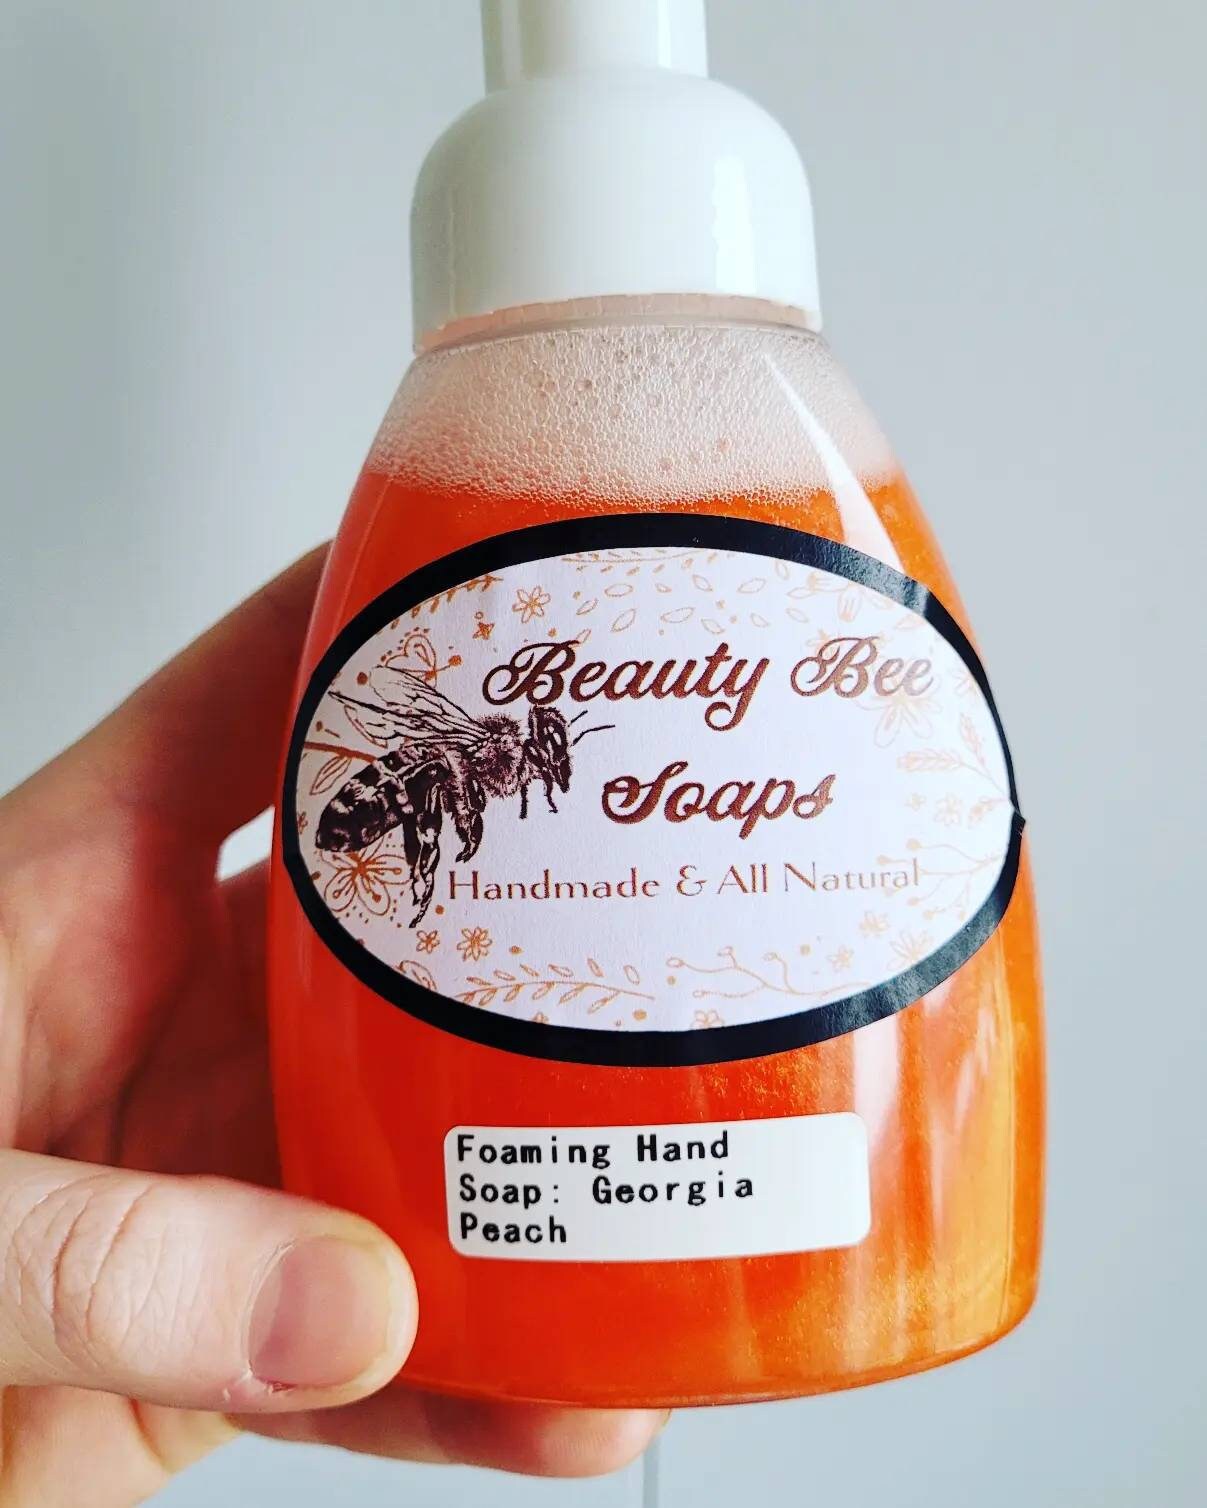 Beauty Bee
Soaps
Handmade & All Natural
Foaming Hand
Soap: Georgia
Peach